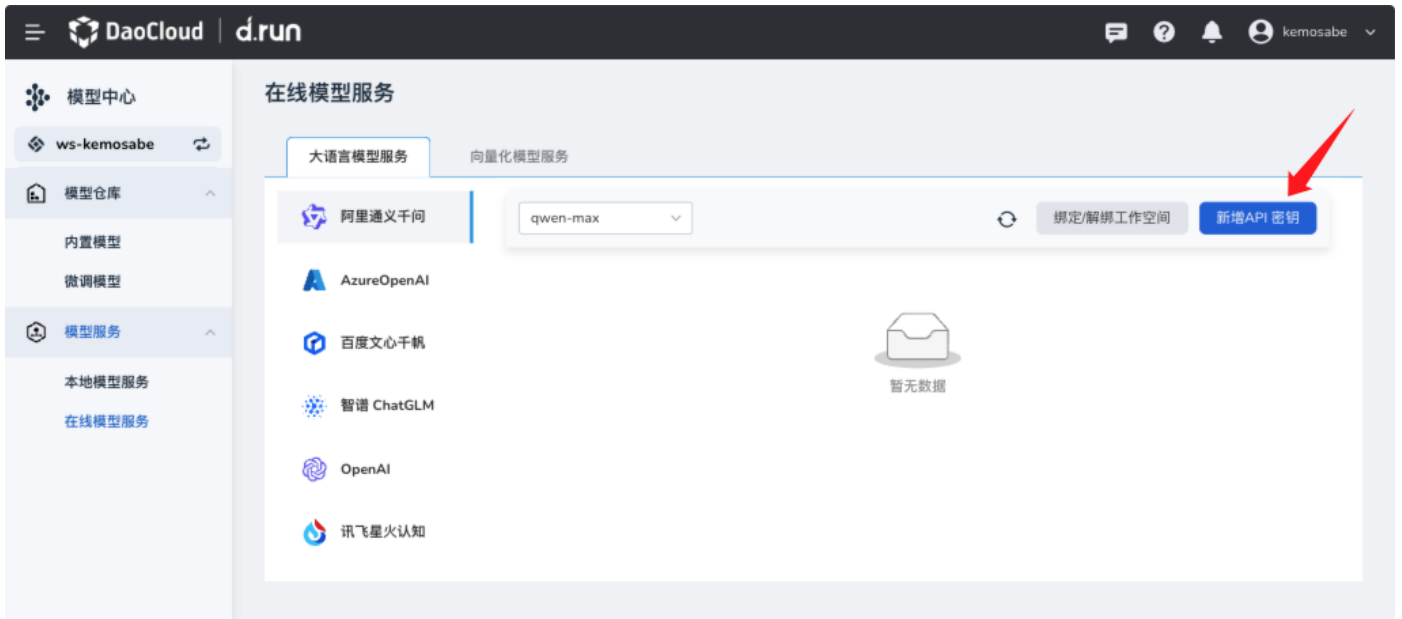 DaoCloud d.run kemosabe
模型中心
ws-kemosabe
模型仓库
内置模型
微调模型
模型服务
本地模型服务
在线模型服务
在线模型服务
大语言模型服务 向量化模型服务
阿里通义千问
AzureOpenAI
百度文心千帆
智谱 ChatGLM
OpenAI
讯飞星火认知
qwen-max 绑定/解绑工作空间 新增API 密钥
暂无数据